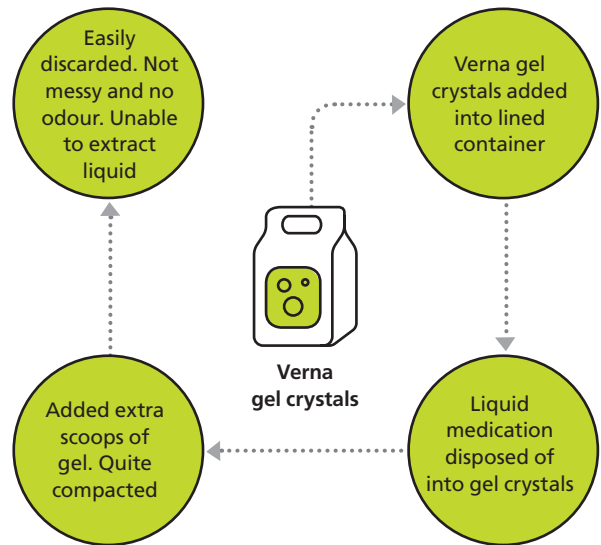 Easily
discarded. Not
messy and no
odour. Unable
to extract
liquid
Verna gel
crystals added
into lined
container
Verna
gel crystals
Added extra
scoops of
gel. Quite
compacted
Liquid
medication
disposed of
into gel crystals